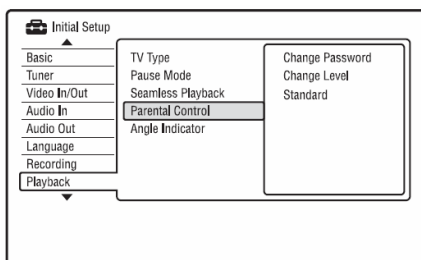 Initial Setup
Basic
Tuner
Video In/Out
Audio In
Audio Out
Language
Recording
Playback
TV Type
Pause Mode
Seamless Playback
Parental Control
Angle Indicator
Change Password
Change Level
Standard